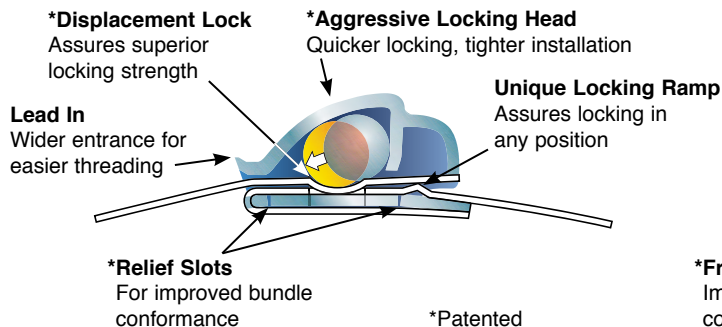 *Displacement Lock
Assures superior
locking strength
*Aggressive Locking Head
Quicker locking, tighter installation
Unique Locking Ramp
Assures locking in
any position
Lead In
Wider entrance for
easier threading
*Relief Slots
For improved bundle
conformance
*Patented